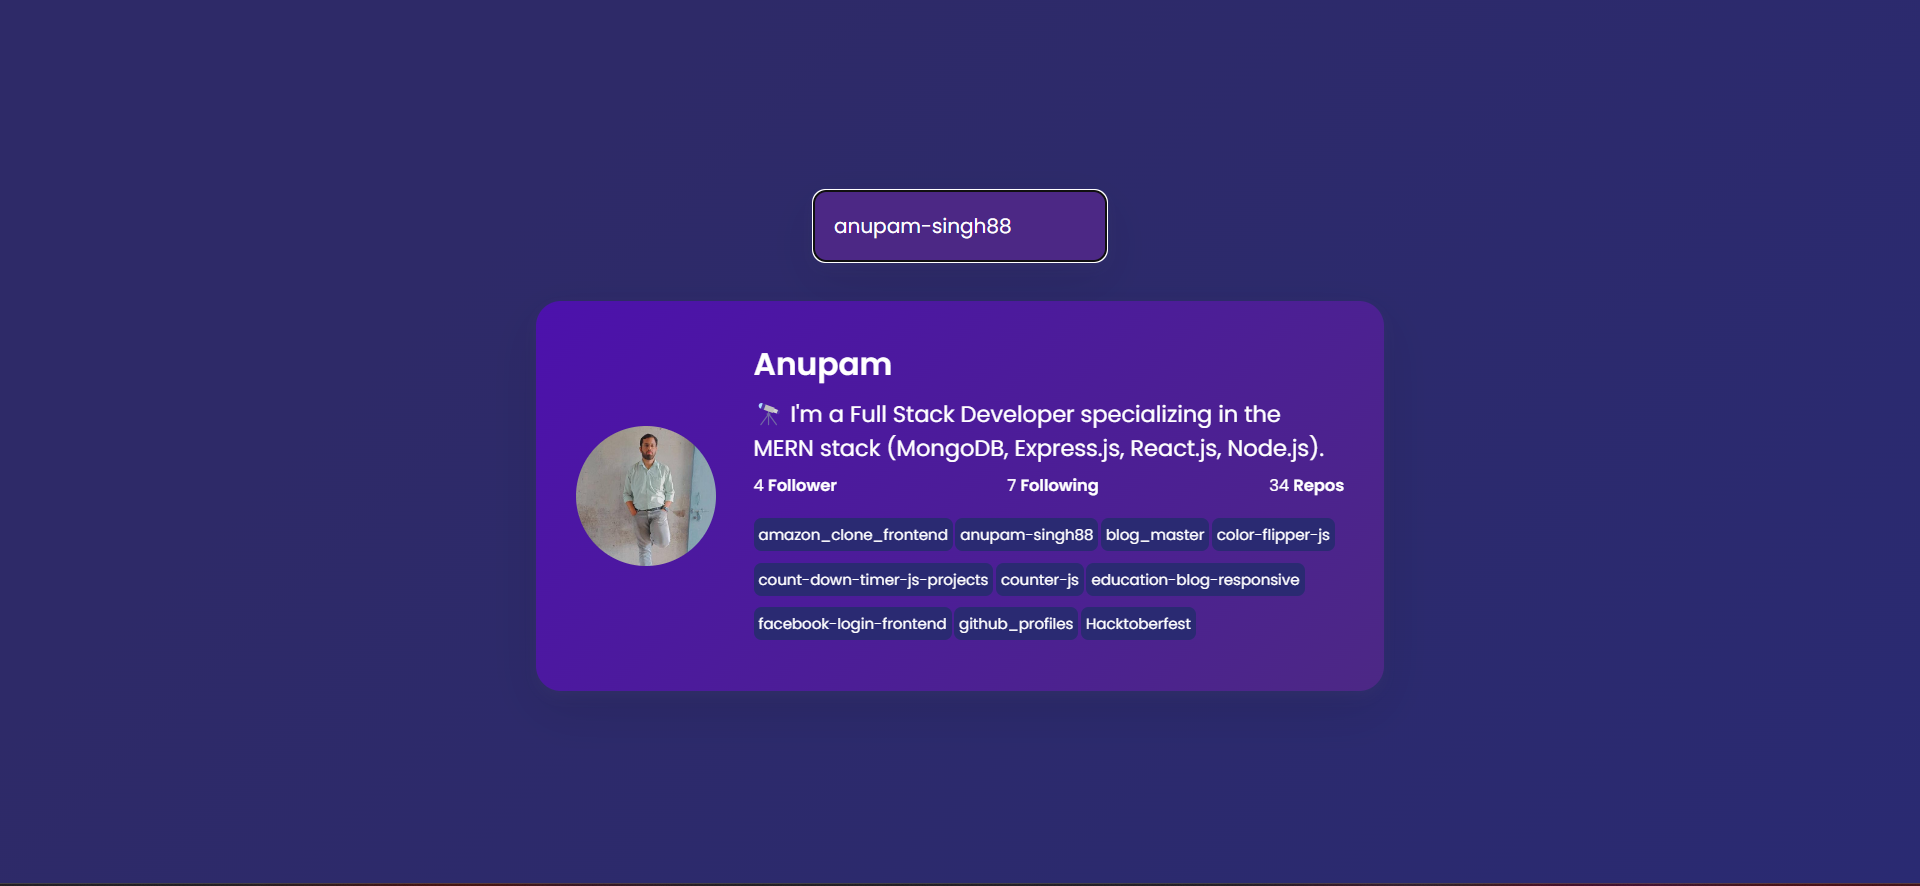 anupam-singh88
Anupam
🔭 I'm a Full Stack Developer specializing in the
MERN stack (MongoDB, Express.js, React.js, Node.js).
4 Follower 7 Following 34 Repos
amazon_clone_frontend anupam-singh88 blog_master color-flipper-js
count-down-timer-js-projects counter-js education-blog-responsive
facebook-login-frontend github_profiles Hacktoberfest